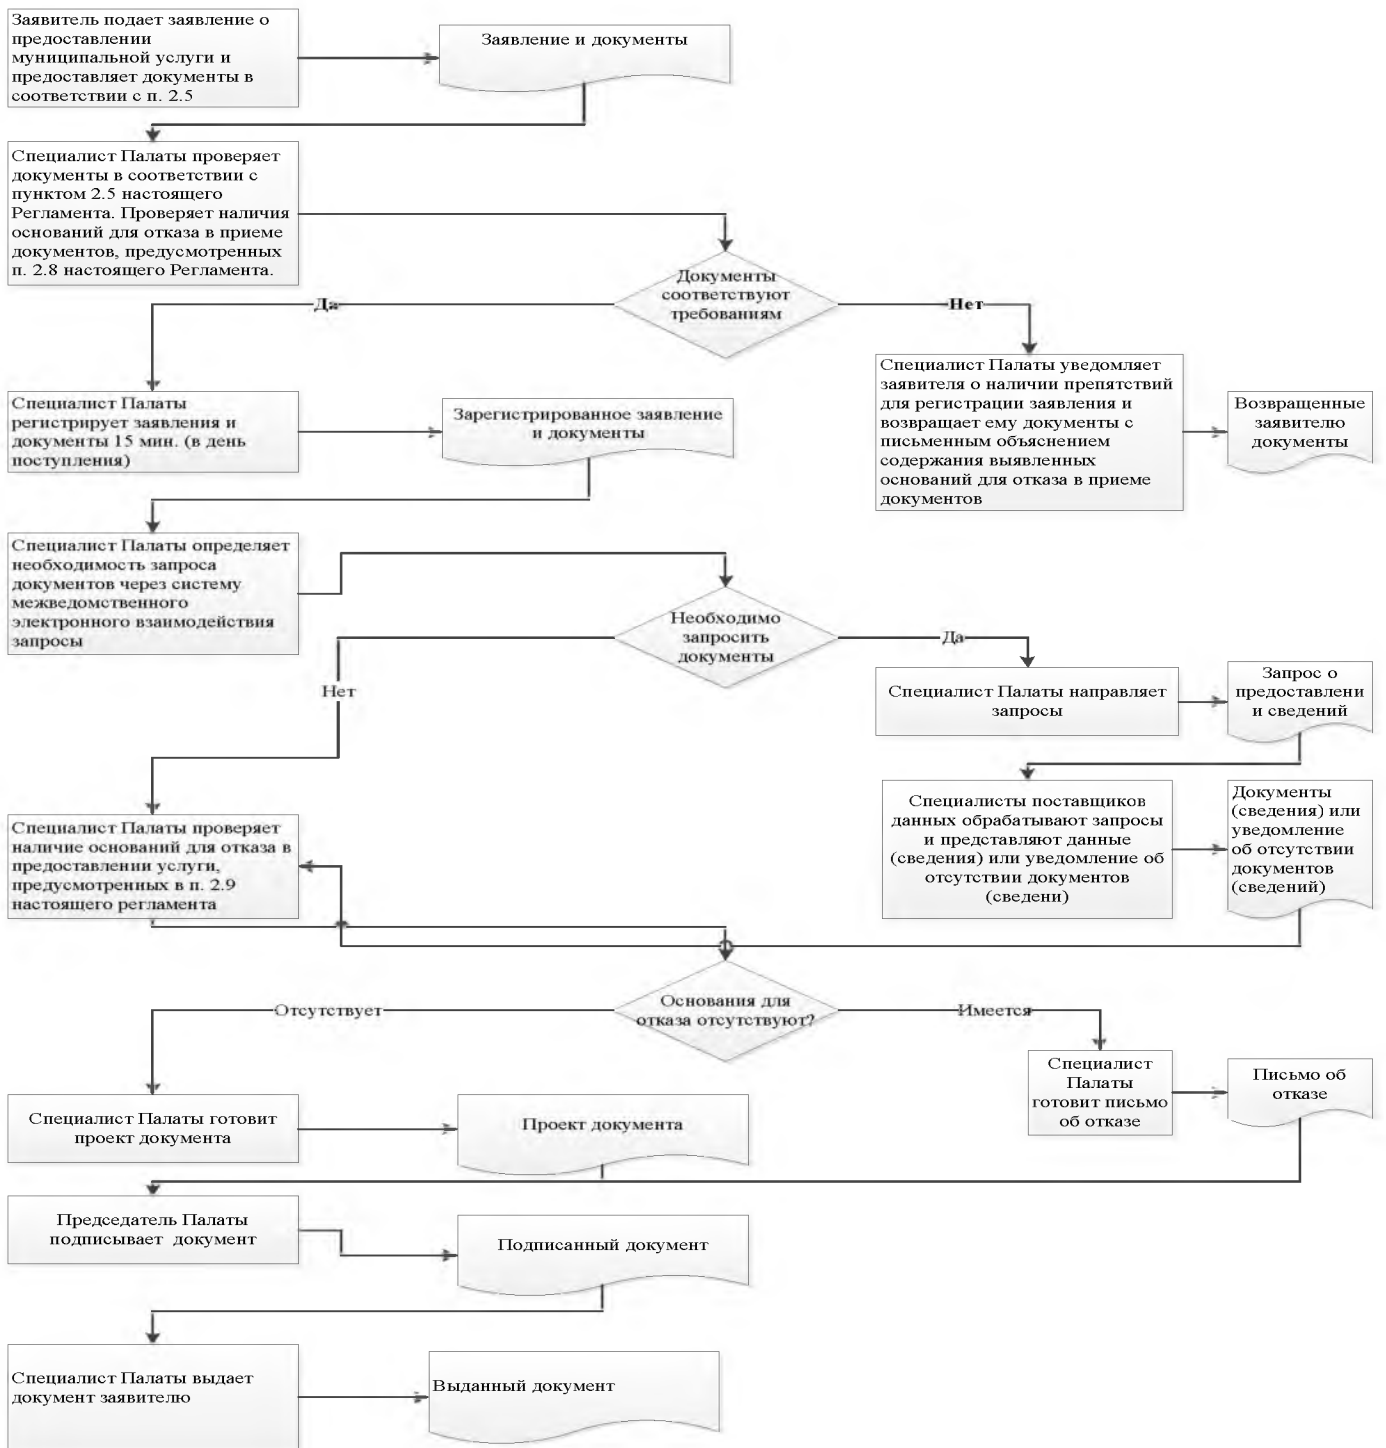 Заявитель подает заявление о
предоставлении
муниципальной услуги и
предоставляет документы в
соответствии с п. 2.5
Заявление и документы
Специалист Палаты проверяет
документы в соответствии с
пунктом 2.5 настоящего
Регламента. Проверяет наличия
оснований для отказа в приеме
документов, предусмотренных
п. 2.8 настоящего Регламента.
Документы
соответствуют
требованиям
Да
Нет
Специалист Палаты
регистрирует заявления и
документы 15 мин. (в день
поступления)
Зарегистрированное заявление
и документы
Специалист Палаты уведомляет
заявителя о наличии препятствий
для регистрации заявления и
возвращает ему документы с
письменным объяснением
содержания выявленных
оснований для отказа в приеме
документов
Возвращенные
заявителю
документы
Специалист Палаты определяет
необходимость запроса
документов через систему
межведомственного
электронного взаимодействия
запросы
Необходимо
запросить
документы
Да
Нет
Специалист Палаты направляет
запросы
Запрос о
предоставлени
и сведений
Специалисты поставщиков
данных обрабатывают запросы
и представляют данные
(сведения) или уведомление об
отсутствии документов
(сведени)
Документы
(сведения) или
уведомление
об отсутствии
документов
(сведений)
Специалист Палаты проверяет
наличие оснований для отказа в
предоставлении услуги,
предусмотренных в п. 2.9
настоящего регламента
Основания для
отказа отсутствуют?
Отсутствует
Имеется
Специалист
Палаты
готовит письмо
об отказе
Письмо об
отказе
Специалист Палаты готовит
проект документа
Проект документа
Председатель Палаты
подписывает документ
Подписанный документ
Специалист Палаты выдает
документ заявителю
Выданный документ